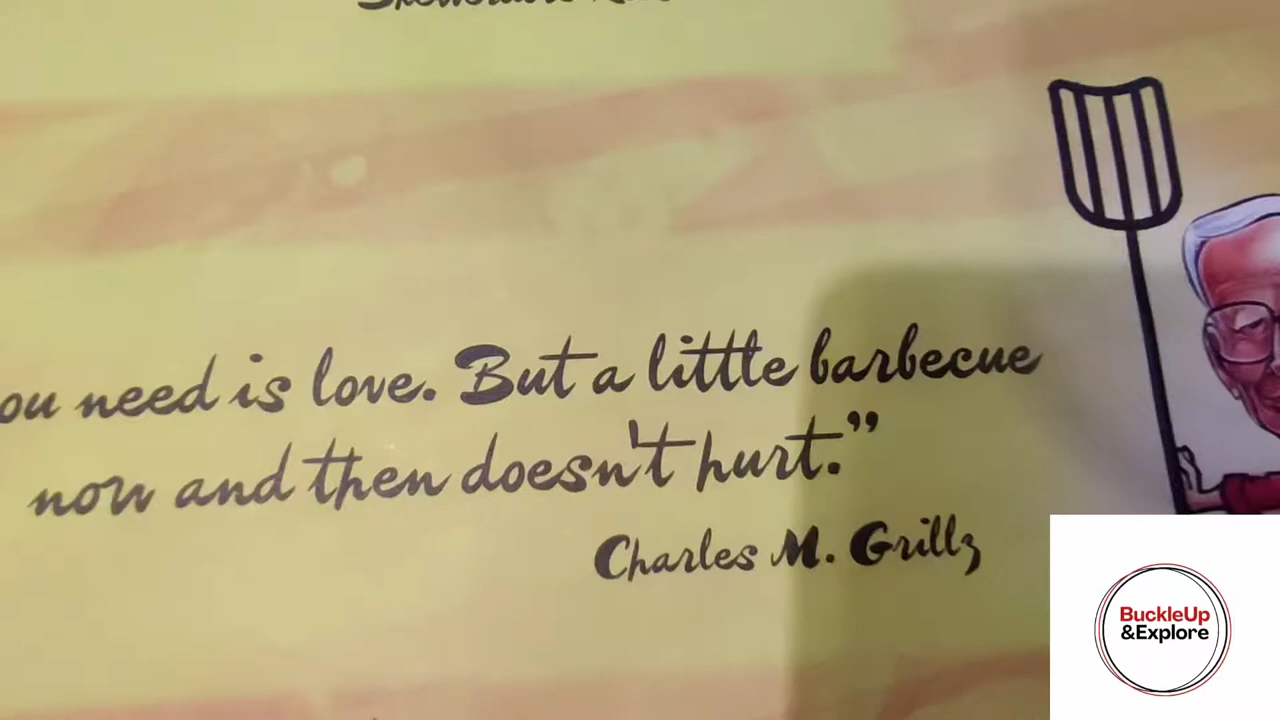 ou need is love. But a little barbecue
now and then doesn't hurt.”
Charles M. Grillz
BuckleUp
&Explore